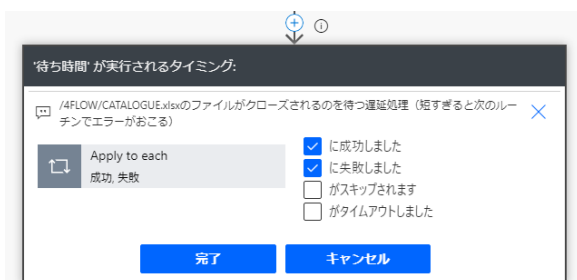 '待ち時間' が実行されるタイミング:
/4FLOW/CATALOGUE.xlsxのファイルがクローズされるのを待つ遅延処理（短すぎると次のルー
チンでエラーがおこる）
Apply to each
成功, 失敗
に成功しました
に失敗しました
がスキップされます
がタイムアウトしました
完了
キャンセル